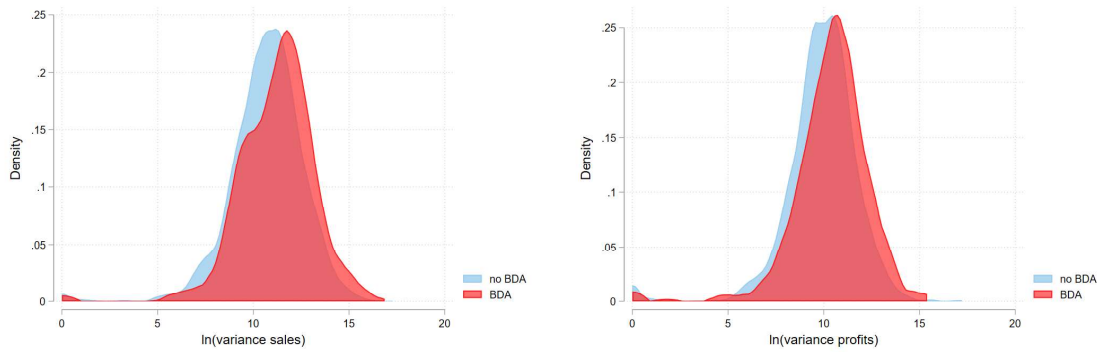 .25
.2
.15
.1
.05
0
Density
0 5 10 15 20
ln(variance sales)
no BDA
BDA
.25
.2
.15
.1
.05
0
Density
0 5 10 15 20
ln(variance profits)
no BDA
BDA